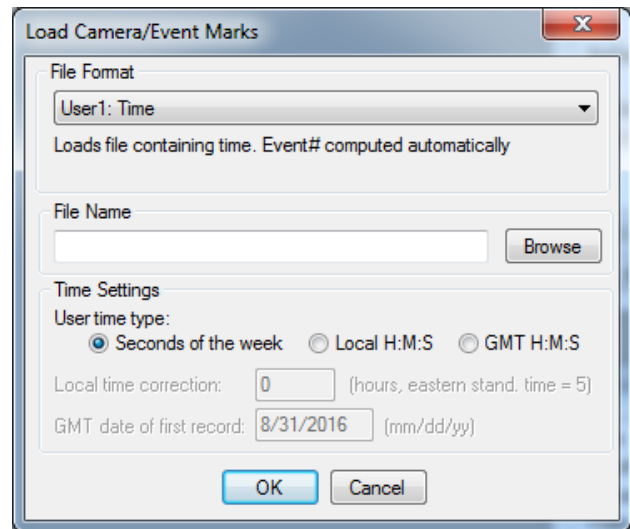 Load Camera/Event Marks
File Format
User1: Time
Loads file containing time. Event# computed automatically
File Name
Browse
Time Settings
User time type:
Seconds of the week Local H:M:S GMT H:M:S
Local time correction: 0 (hours, eastern stand. time = 5)
GMT date of first record: 8/31/2016 (mm/dd/yy)
OK Cancel